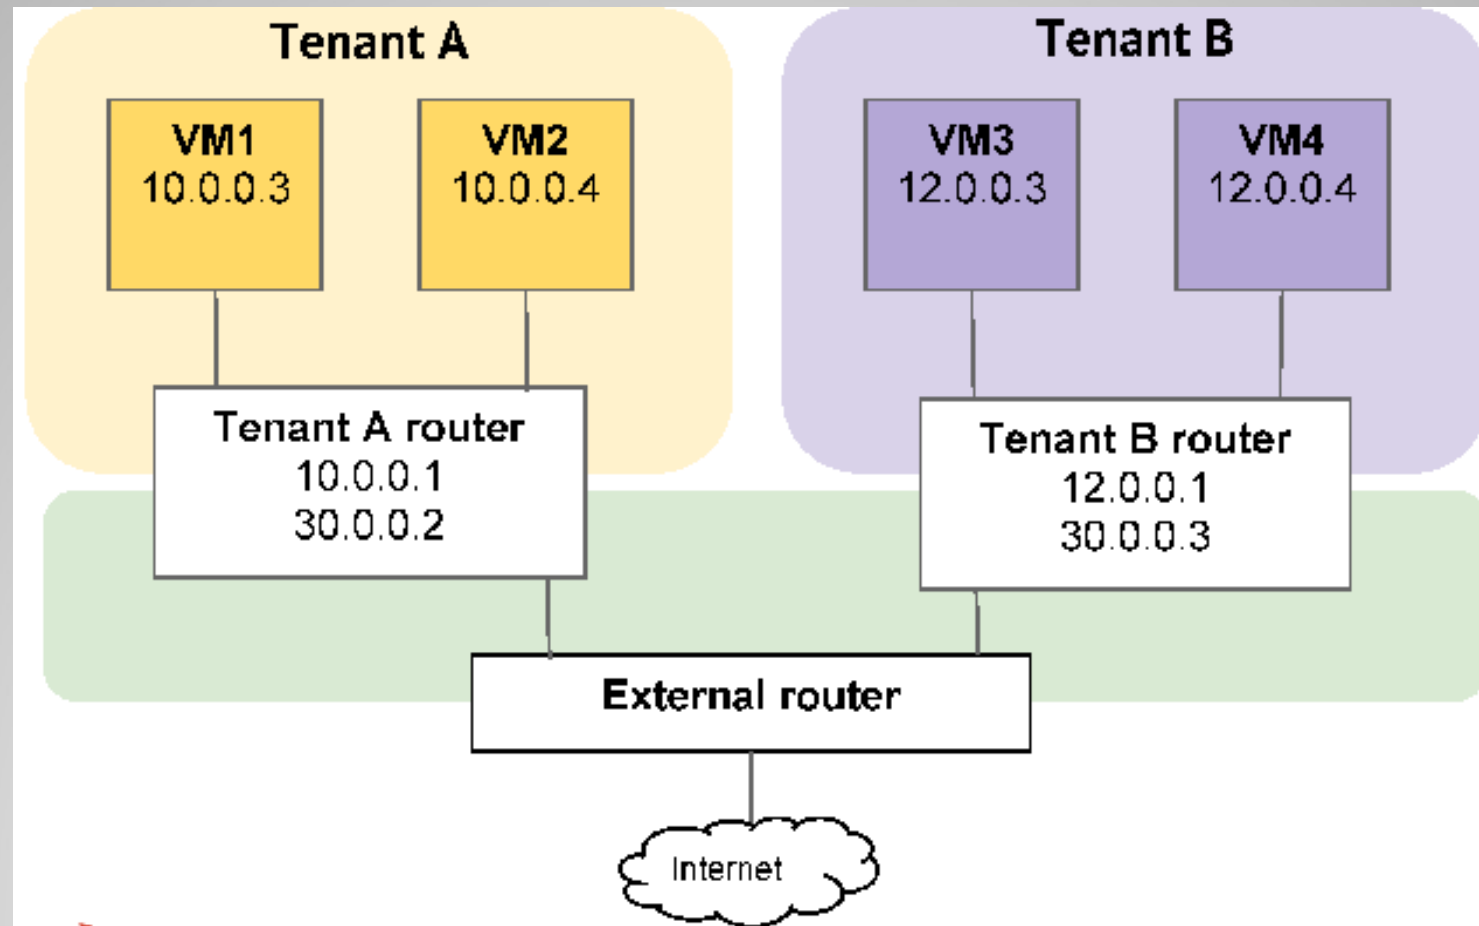 Tenant A
Tenant B
VM1
10.0.0.3
VM2
10.0.0.4
VM3
12.0.0.3
VM4
12.0.0.4
Tenant A router
10.0.0.1
30.0.0.2
Tenant B router
12.0.0.1
30.0.0.3
External router
Internet